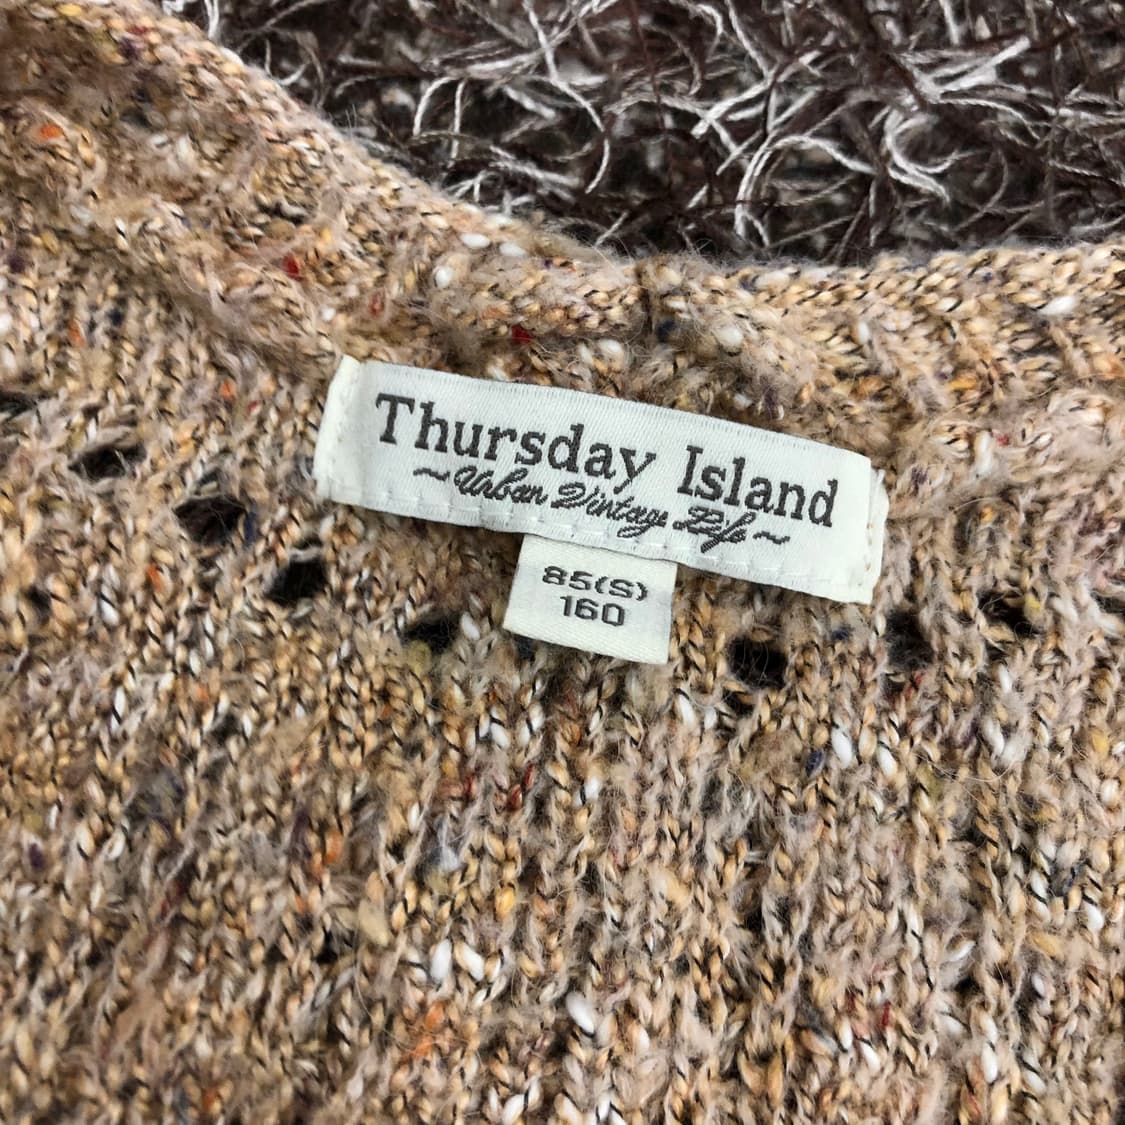 Thursday Island
~Urban Vintage Life~
85(S)
160